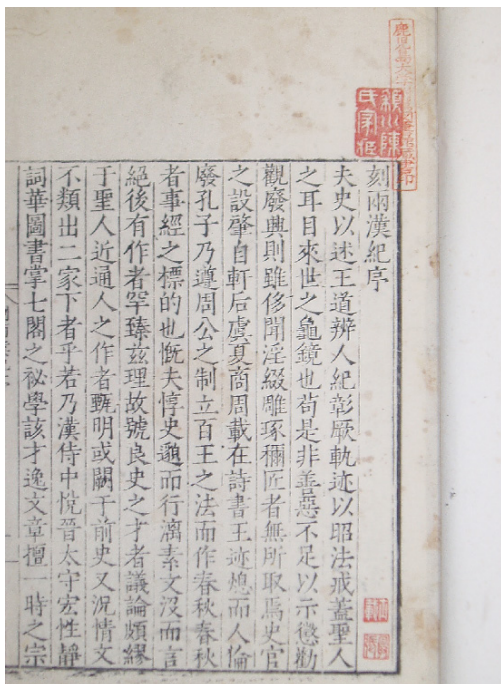 刻兩漢紀序
夫史以述王道辨人紀彰厥軌迹以昭法戒蓋聖人
之耳目來世之龜鏡也苟是非善惡不足以示懲勸
觀廢興則雖侈聞淫綴雕琢稱匠者無所取焉史官
之設肇自軒后虞夏商周載在詩書王迹熄而人倫
廢孔子乃遵周公之制立百王之法而作春秋春秋
者事經之標的也慨夫惇史邈而行漓素文沒而言
絕後有作者罕臻茲理故號良史之才者議論頗繆
于聖人近通人之作者甄明或闕于前史又況情文
不類出二家下者乎若乃漢侍中悅晉太守宏性靜
詞華圖書掌七閣之祕學該才逸文章擅一時之宗
潁川陳
氏家